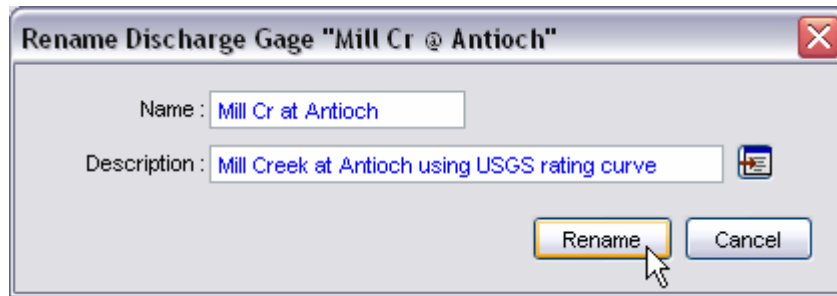 Rename Discharge Gage "Mill Cr @ Antioch"
Name : Mill Cr at Antioch
Description : Mill Creek at Antioch using USGS rating curve
Rename Cancel